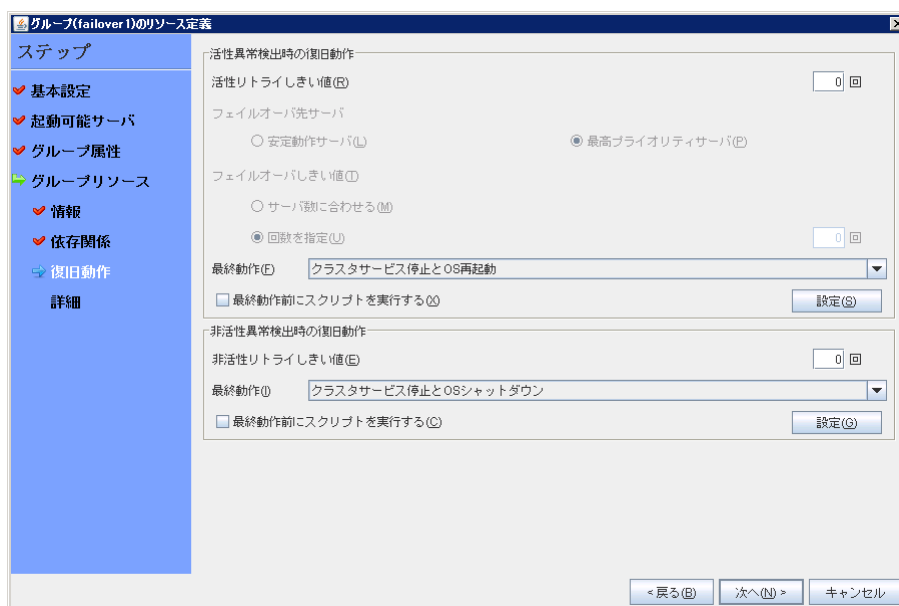 グループ(failover1)のリソース定義
ステップ
基本設定
起動可能サーバ
グループ属性
グループリソース
情報
依存関係
復旧動作
詳細
活性異常検出時の復旧動作
活性リトライしきい値(R) 0 回
フェイルオーバ先サーバ
安定動作サーバ(L) 最高プライオリティサーバ(P)
フェイルオーバしきい値(T)
サーバ数に合わせる(M)
回数を指定(U) 0 回
最終動作(F) クラスタサービス停止とOS再起動
最終動作前にスクリプトを実行する(X) 設定(S)
非活性異常検出時の復旧動作
非活性リトライしきい値(E) 0 回
最終動作(I) クラスタサービス停止とOSシャットダウン
最終動作前にスクリプトを実行する(C) 設定(G)
<戻る(B) 次へ(N)> キャンセル